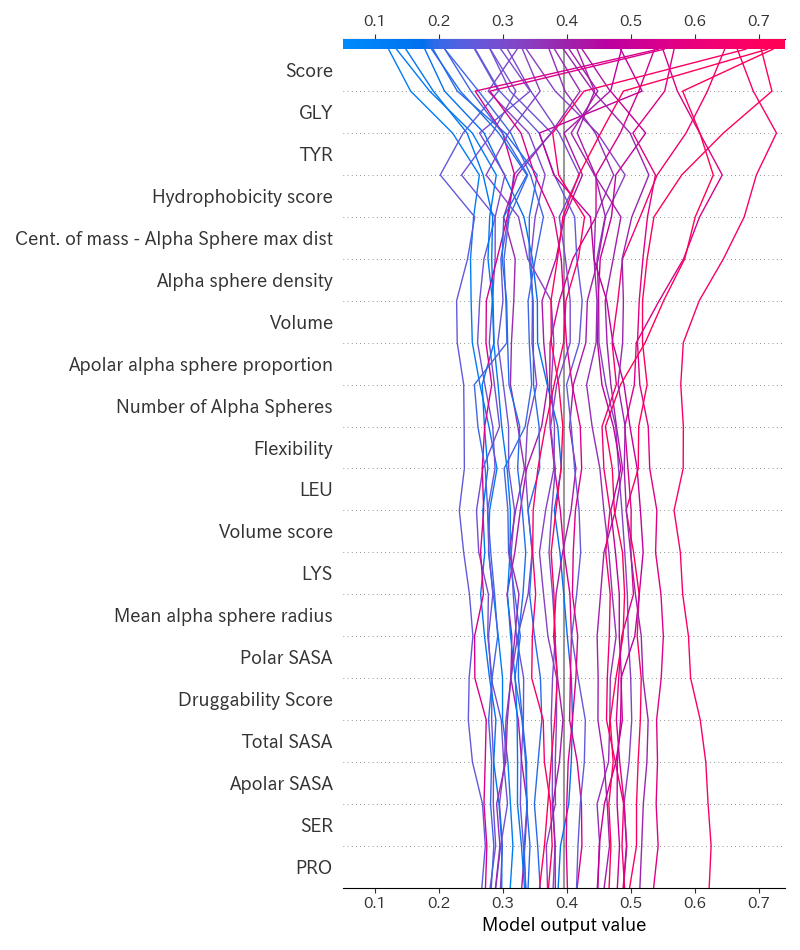 0.1 0.2 0.3 0.4 0.5 0.6 0.7
Score
GLY
TYR
Hydrophobicity score
Cent. of mass - Alpha Sphere max dist
Alpha sphere density
Volume
Apolar alpha sphere proportion
Number of Alpha Spheres
Flexibility
LEU
Volume score
LYS
Mean alpha sphere radius
Polar SASA
Druggability Score
Total SASA
Apolar SASA
SER
PRO
0.1 0.2 0.3 0.4 0.5 0.6 0.7
Model output value